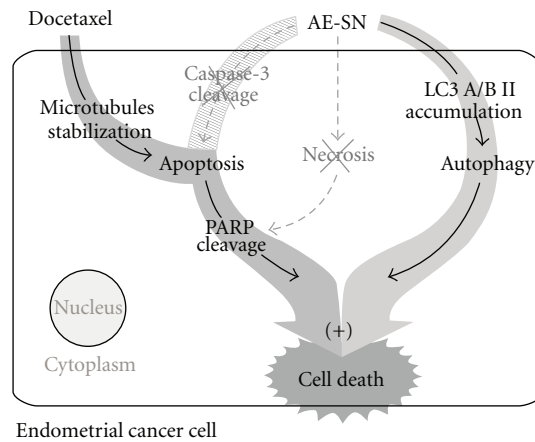 Docetaxel
AE-SN
Caspase-3
cleavage
Microtubules
stabilization
LC3 A/B II
accumulation
Apoptosis
Necrosis
Autophagy
PARP
cleavage
Nucleus
Cytoplasm
(+)
Cell death
Endometrial cancer cell